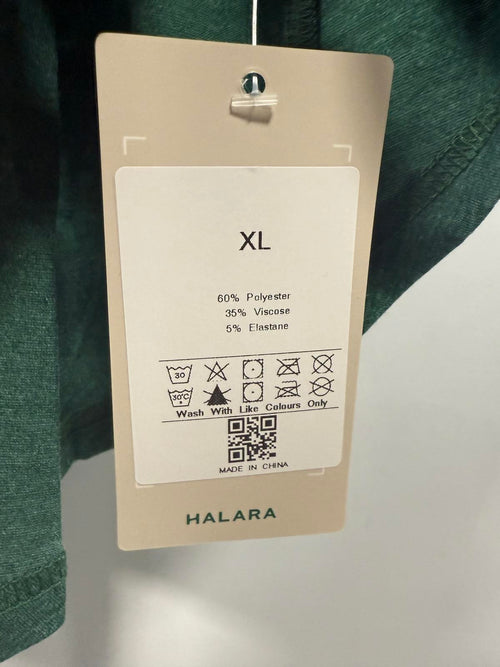 XL
60% Polyester
35% Viscose
5% Elastane
30
30°C
Wash With Like Colours Only
MADE IN CHINA
HALARA